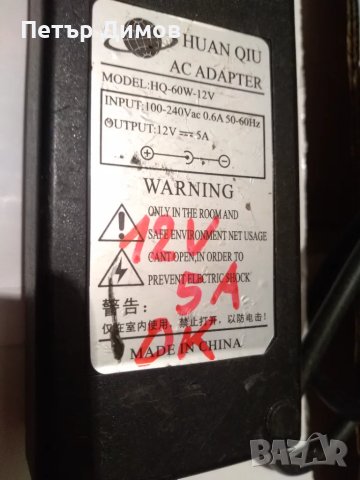 Петър Димов
HUAN QIU
AC ADAPTER
MODEL:HQ-60W-12V
INPUT:100-240Vac 0.6A 50-60Hz
OUTPUT:12V⎓5A
WARNING
ONLY IN THE ROOM AND
SAFE ENVIRONMENT NET USAGE
CANT OPEN,IN ORDER TO
PREVENT ELECTRIC SHOCK
12V
5A
OK
警告:
仅在室内使用，禁止打开，以防电击!
MADE IN CHINA
BAZAR